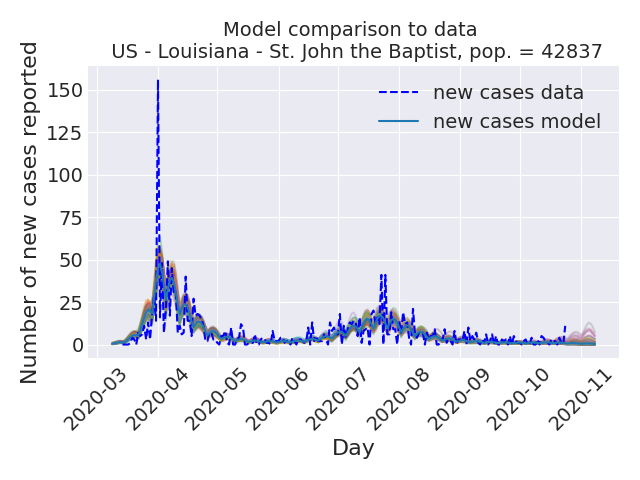 Model comparison to data
US - Louisiana - St. John the Baptist, pop. = 42837
Number of new cases reported
150
125
100
75
50
25
0
new cases data
new cases model
2020-03
2020-04
2020-05
2020-06
2020-07
2020-08
2020-09
2020-10
2020-11
Day